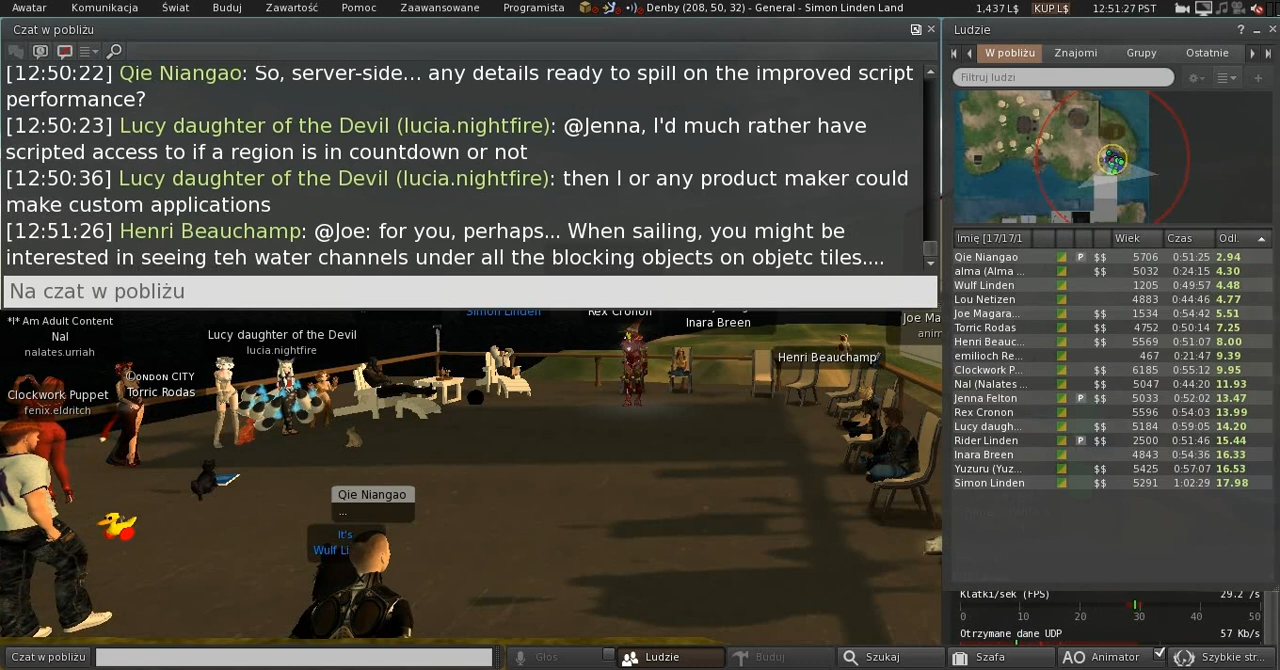 Awatar Komunikacja Świat Buduj Zawartość Pomoc Zaawansowane Programista Denby (208, 50, 32) - General - Simon Linden Land 1,437 L$ KUP L$ 12:51:27 PST
Czat w pobliżu
[12:50:22] Qie Niangao: So, server-side... any details ready to spill on the improved script
performance?
[12:50:23] Lucy daughter of the Devil (lucia.nightfire): @Jenna, I'd much rather have
scripted access to if a region is in countdown or not
[12:50:36] Lucy daughter of the Devil (lucia.nightfire): then I or any product maker could
make custom applications
[12:51:26] Henri Beauchamp: @Joe: for you, perhaps... When sailing, you might be
interested in seeing teh water channels under all the blocking objects on objetc tiles....
Na czat w pobliżu
Simon Linden
Rex Cronon
Inara Breen
Joe Ma
anim
*I* Am Adult Content
Nal
nalates.urriah
Lucy daughter of the Devil
lucia.nightfire
Henri Beauchamp
London City
Torric Rodas
Clockwork Puppet
fenix.eldritch
Qie Niangao
...
It's
Wulf Li
Ludzie
? _ ×
W pobliżu Znajomi Grupy Ostatnie
Filtruj ludzi
Imię [17/17/1 Wiek Czas Odl.
Qie Niangao P $$ 5706 0:51:25 2.94
alma (Alma ... $$ 5032 0:24:15 4.30
Wulf Linden 1205 0:49:57 4.48
Lou Netizen 4883 0:44:46 4.77
Joe Magara... $$ 1534 0:54:42 5.51
Torric Rodas $$ 4752 0:50:14 7.25
Henri Beauc... $$ 5569 0:51:07 8.00
emilioch Re... 467 0:21:47 9.39
Clockwork P... $$ 6185 0:55:12 9.95
Nal (Nalates ... $$ 5047 0:44:20 11.93
Jenna Felton P $$ 5033 0:52:02 13.47
Rex Cronon 5596 0:54:03 13.99
Lucy daugh... $$ 5184 0:59:05 14.20
Rider Linden P $$ 2500 0:51:46 15.44
Inara Breen 4843 0:54:36 16.33
Yuzuru (Yuz... $$ 5425 0:57:07 16.53
Simon Linden $$ 5291 1:02:29 17.98
Klatki/sek (FPS) 29.2 /s
0 10 20 30 40 50
Otrzymane dane UDP 57 Kb/s
Czat w pobliżu Głos Ludzie Buduj Szukaj Szafa AO Animator Szybkie str...